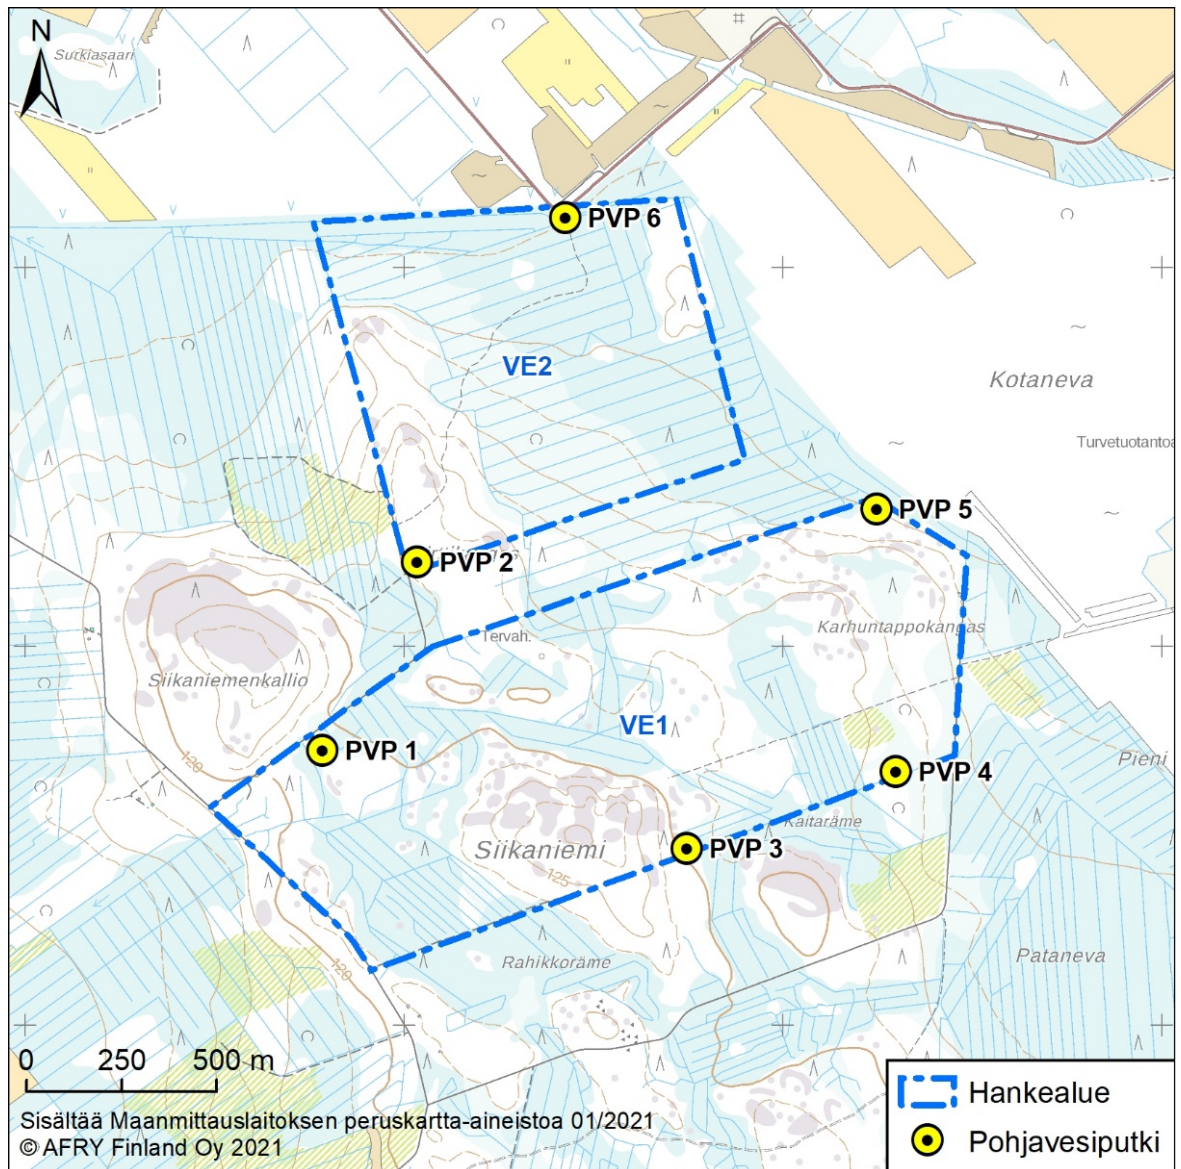 N
Surkiasaari
PVP 6
VE2
Kotaneva
Turvetuotantoa
PVP 5
PVP 2
Karhuntappokangas
Tervah.
Siikaniemenkallio
VE1
PVP 1
120
Pieni
PVP 4
Kaitaräme
PVP 3
Siikaniemi
125
Rahikkoräme
120
Pataneva
0 250 500 m
Hankealue
Pohjavesiputki
Sisältää Maanmittauslaitoksen peruskartta-aineistoa 01/2021
© AFRY Finland Oy 2021